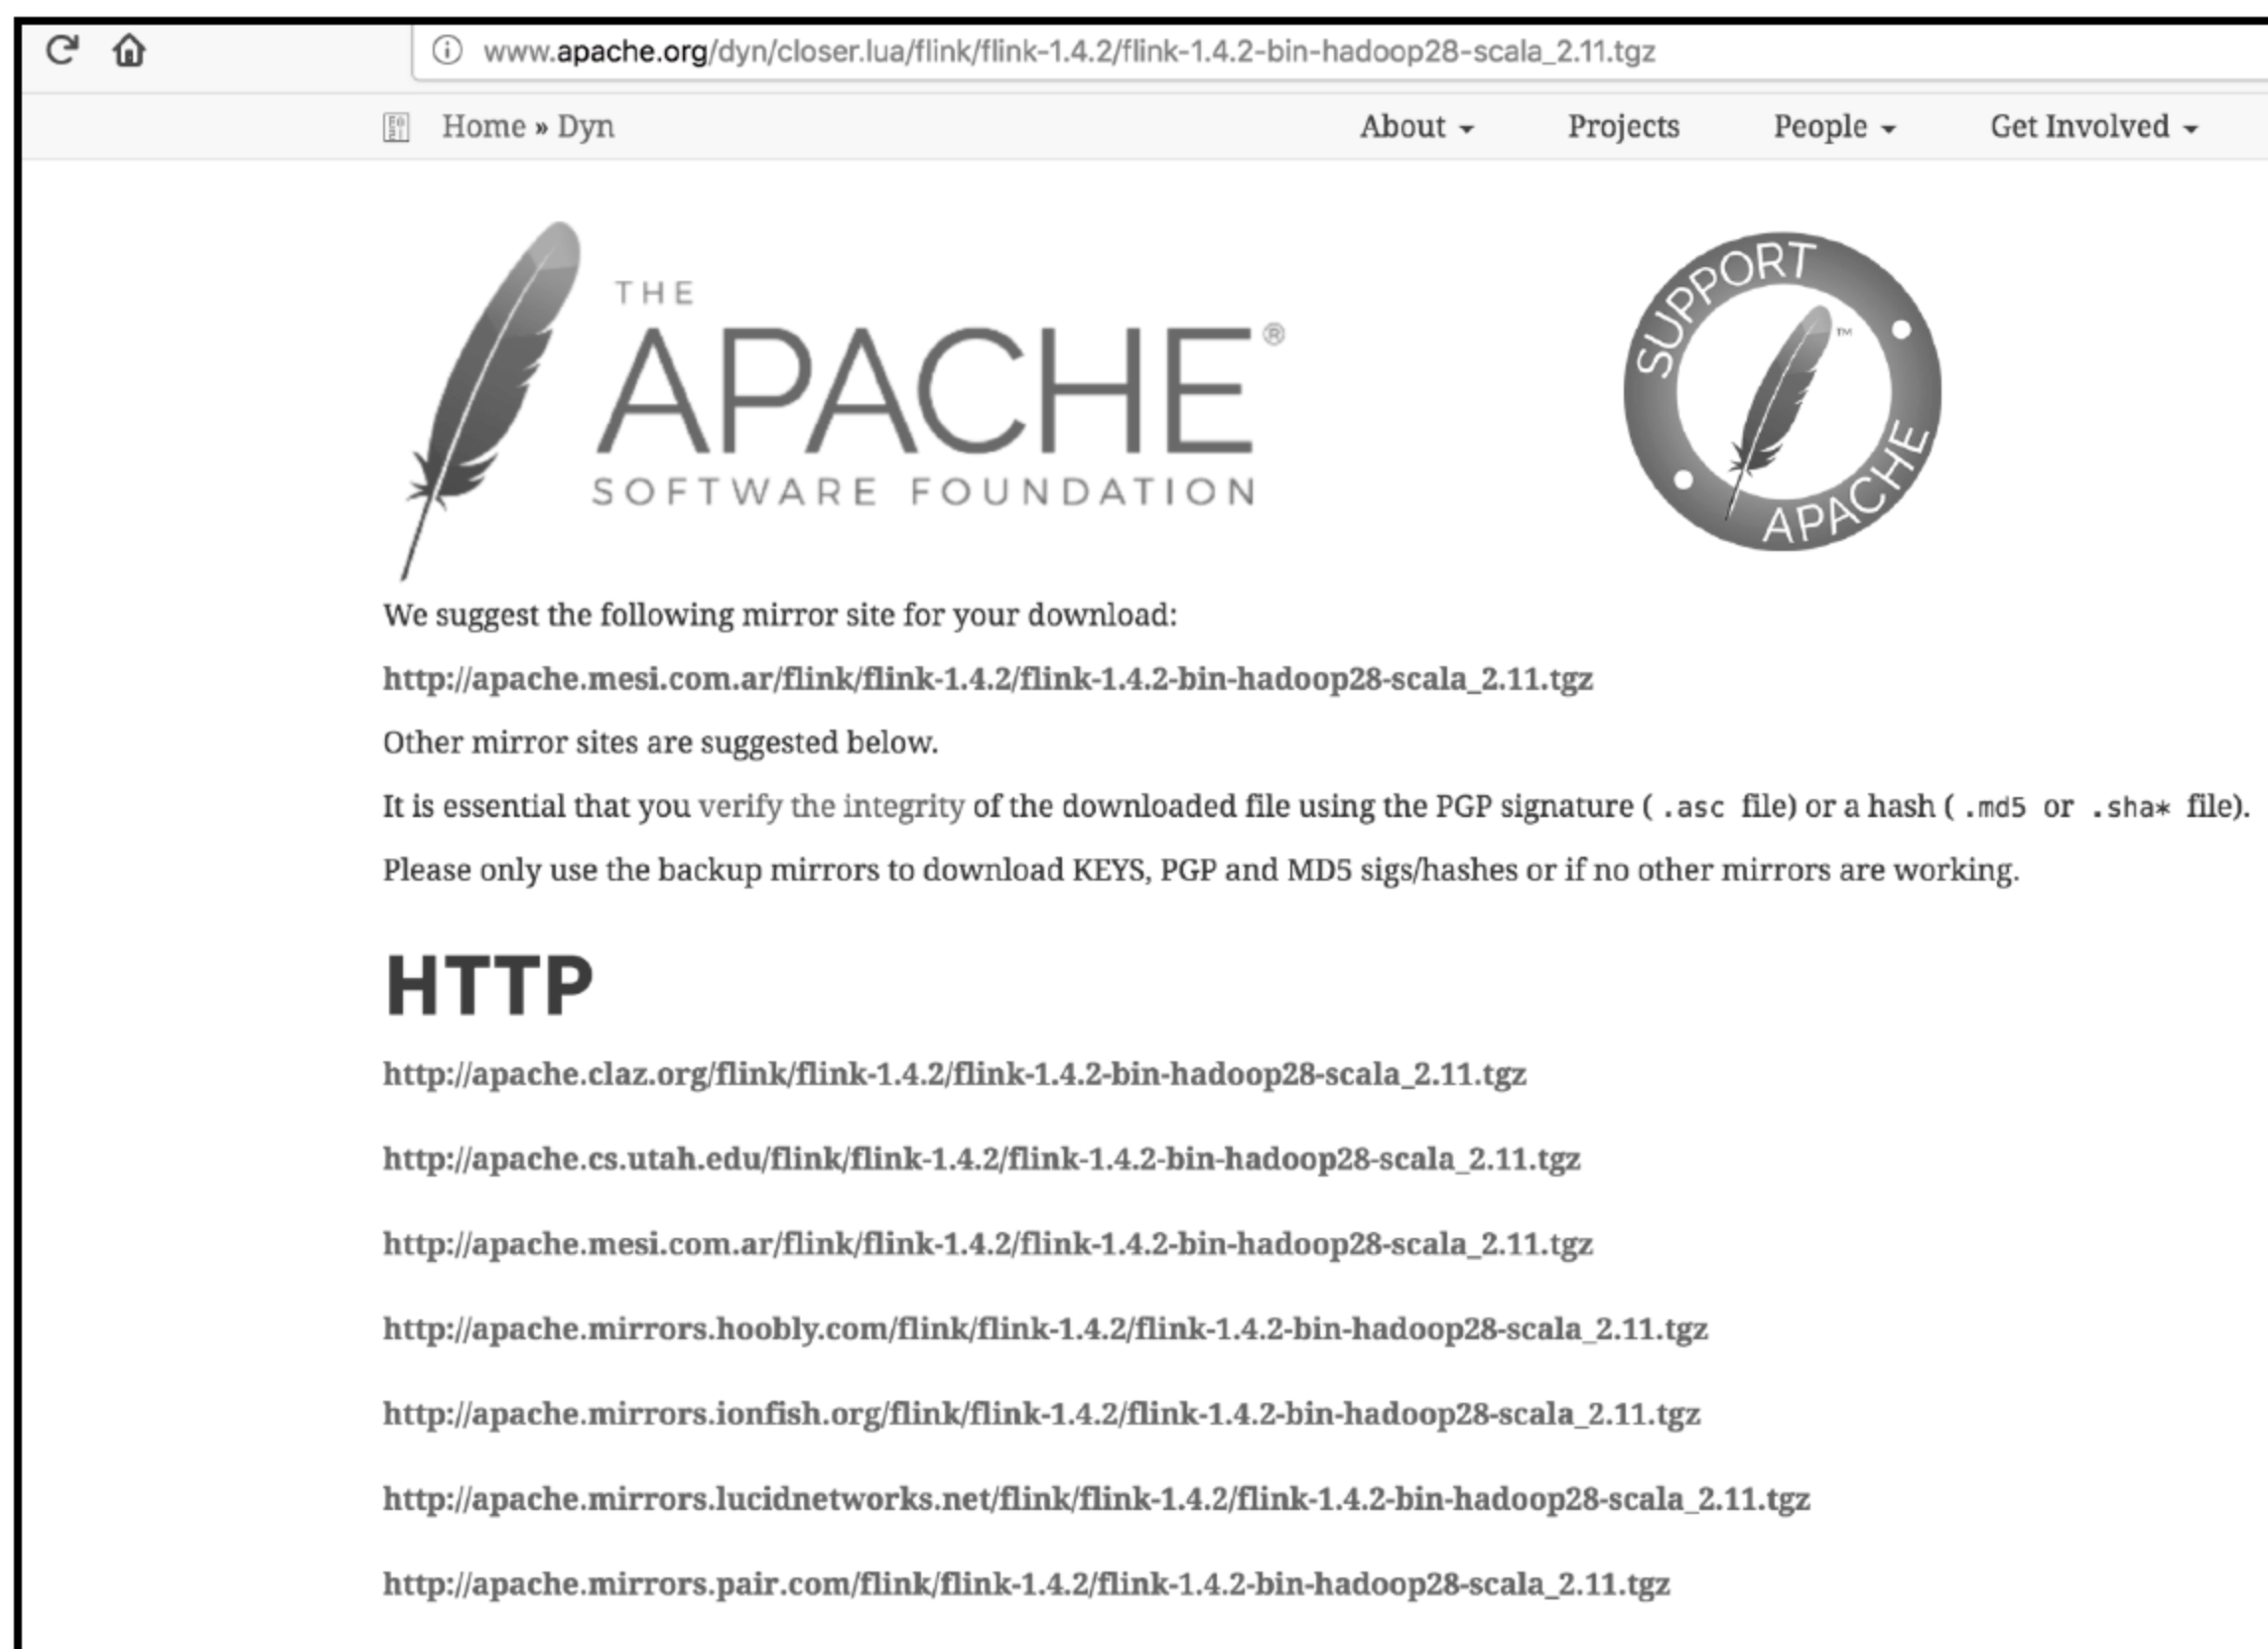 www.apache.org/dyn/closer.lua/flink/flink-1.4.2/flink-1.4.2-bin-hadoop28-scala_2.11.tgz
Home » Dyn About Projects People Get Involved
THE
APACHE®
SOFTWARE FOUNDATION
SUPPORT
™
APACHE
We suggest the following mirror site for your download:
http://apache.mesi.com.ar/flink/flink-1.4.2/flink-1.4.2-bin-hadoop28-scala_2.11.tgz
Other mirror sites are suggested below.
It is essential that you verify the integrity of the downloaded file using the PGP signature ( .asc file) or a hash ( .md5 or .sha* file).
Please only use the backup mirrors to download KEYS, PGP and MD5 sigs/hashes or if no other mirrors are working.
HTTP
http://apache.claz.org/flink/flink-1.4.2/flink-1.4.2-bin-hadoop28-scala_2.11.tgz
http://apache.cs.utah.edu/flink/flink-1.4.2/flink-1.4.2-bin-hadoop28-scala_2.11.tgz
http://apache.mesi.com.ar/flink/flink-1.4.2/flink-1.4.2-bin-hadoop28-scala_2.11.tgz
http://apache.mirrors.hoobly.com/flink/flink-1.4.2/flink-1.4.2-bin-hadoop28-scala_2.11.tgz
http://apache.mirrors.ionfish.org/flink/flink-1.4.2/flink-1.4.2-bin-hadoop28-scala_2.11.tgz
http://apache.mirrors.lucidnetworks.net/flink/flink-1.4.2/flink-1.4.2-bin-hadoop28-scala_2.11.tgz
http://apache.mirrors.pair.com/flink/flink-1.4.2/flink-1.4.2-bin-hadoop28-scala_2.11.tgz